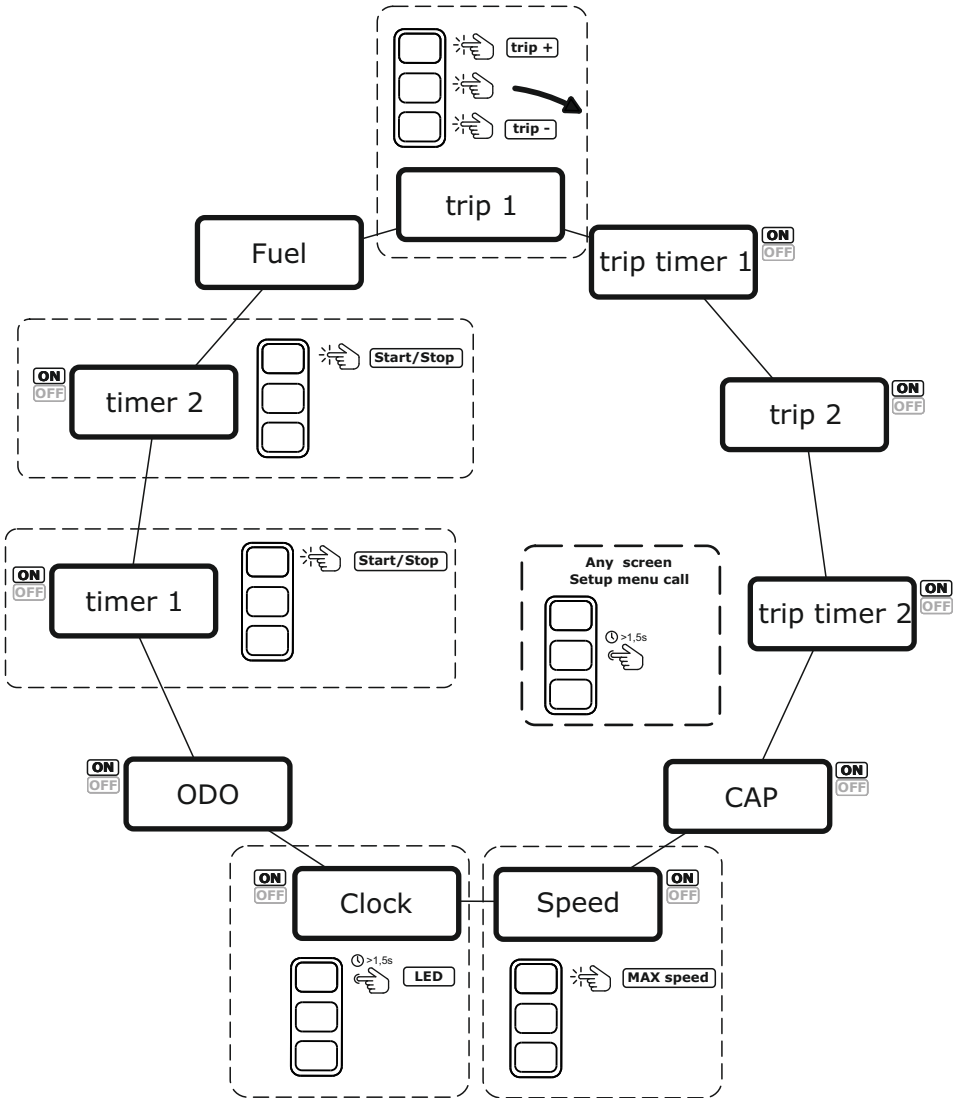 trip +
trip -
trip 1
Fuel
trip timer 1
ON
OFF
timer 2
ON
OFF
Start/Stop
trip 2
ON
OFF
timer 1
ON
OFF
Start/Stop
Any screen
Setup menu call
>1,5s
trip timer 2
ON
OFF
ODO
ON
OFF
CAP
ON
OFF
ON
OFF
Clock
Speed
ON
OFF
>1,5s
LED
MAX speed